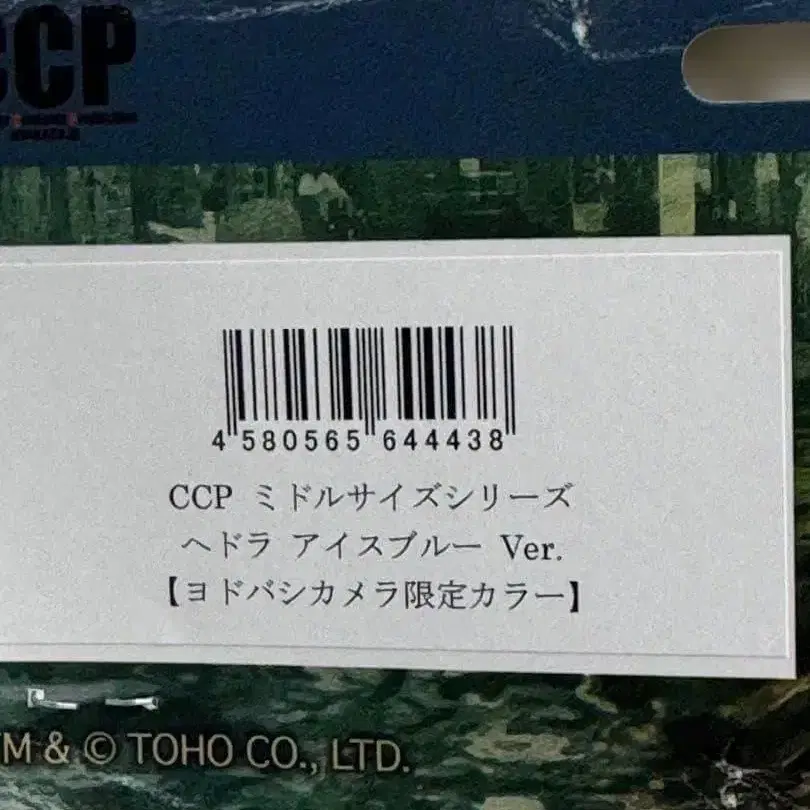 CCP
4 580565 644438
CCP ミドルサイズシリーズ
ヘドラ アイスブルー Ver.
【ヨドバシカメラ限定カラー】
TM & © TOHO CO., LTD.